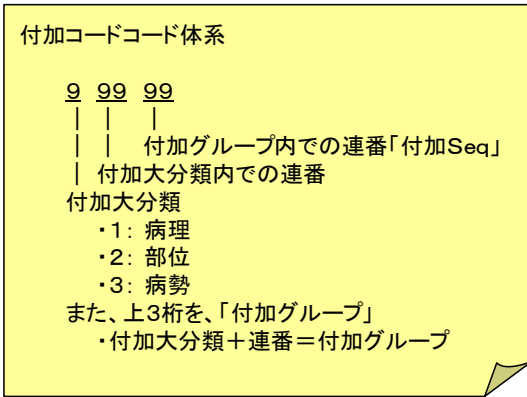 付加コードコード体系
9 99 99
| | |
| | 付加グループ内での連番「付加Seq」
| 付加大分類内での連番
付加大分類
・1: 病理
・2: 部位
・3: 病勢
また、上3桁を、「付加グループ」
・付加大分類＋連番＝付加グループ